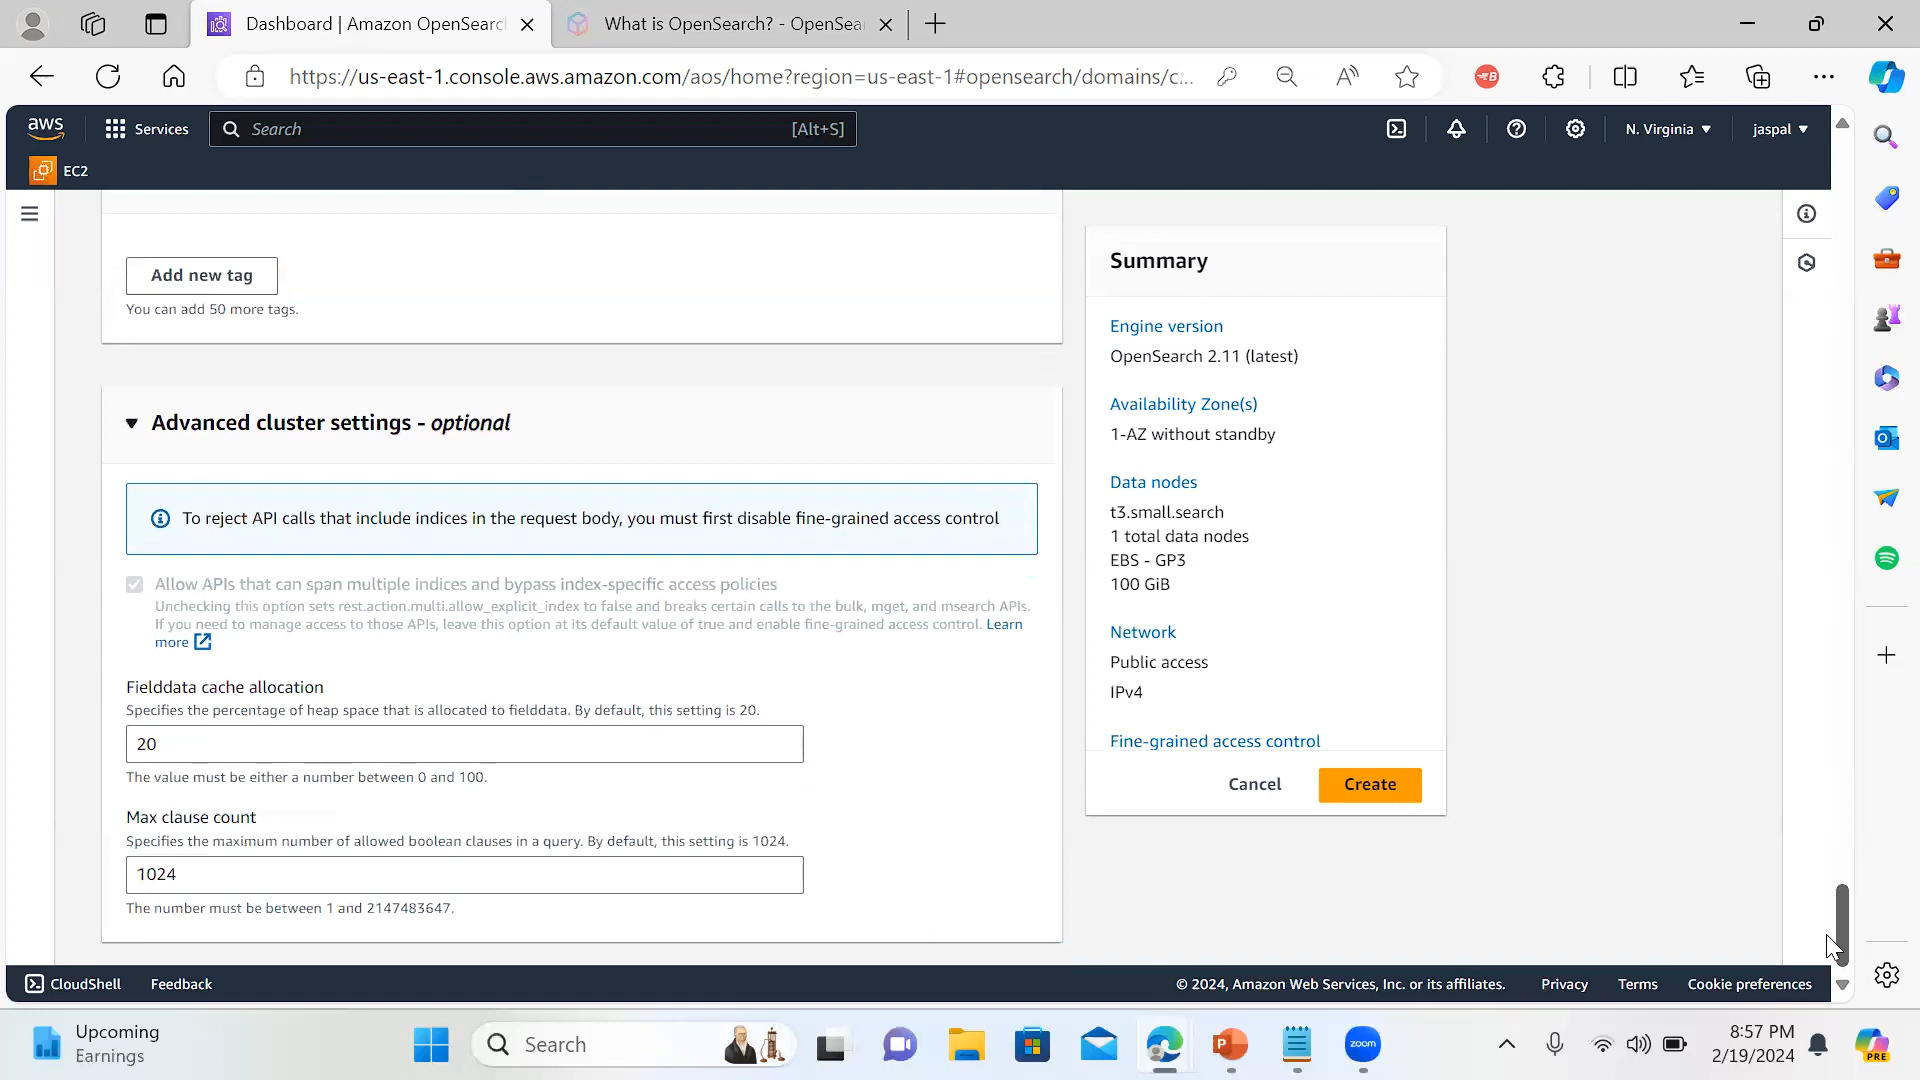 Dashboard | Amazon OpenSearc
What is OpenSearch? - OpenSea
https://us-east-1.console.aws.amazon.com/aos/home?region=us-east-1#opensearch/domains/c...
aws
Services
Search
[Alt+S]
N. Virginia
jaspal
EC2
Add new tag
You can add 50 more tags.
Advanced cluster settings - optional
To reject API calls that include indices in the request body, you must first disable fine-grained access control
Allow APIs that can span multiple indices and bypass index-specific access policies
Unchecking this option sets rest.action.multi.allow_explicit_index to false and breaks certain calls to the bulk, mget, and msearch APIs.
If you need to manage access to those APIs, leave this option at its default value of true and enable fine-grained access control. Learn
more
Fielddata cache allocation
Specifies the percentage of heap space that is allocated to fielddata. By default, this setting is 20.
20
The value must be either a number between 0 and 100.
Max clause count
Specifies the maximum number of allowed boolean clauses in a query. By default, this setting is 1024.
1024
The number must be between 1 and 2147483647.
Summary
Engine version
OpenSearch 2.11 (latest)
Availability Zone(s)
1-AZ without standby
Data nodes
t3.small.search
1 total data nodes
EBS - GP3
100 GiB
Network
Public access
IPv4
Fine-grained access control
Cancel
Create
CloudShell
Feedback
© 2024, Amazon Web Services, Inc. or its affiliates.
Privacy
Terms
Cookie preferences
Upcoming
Earnings
Search
zoom
8:57 PM
2/19/2024
PRE